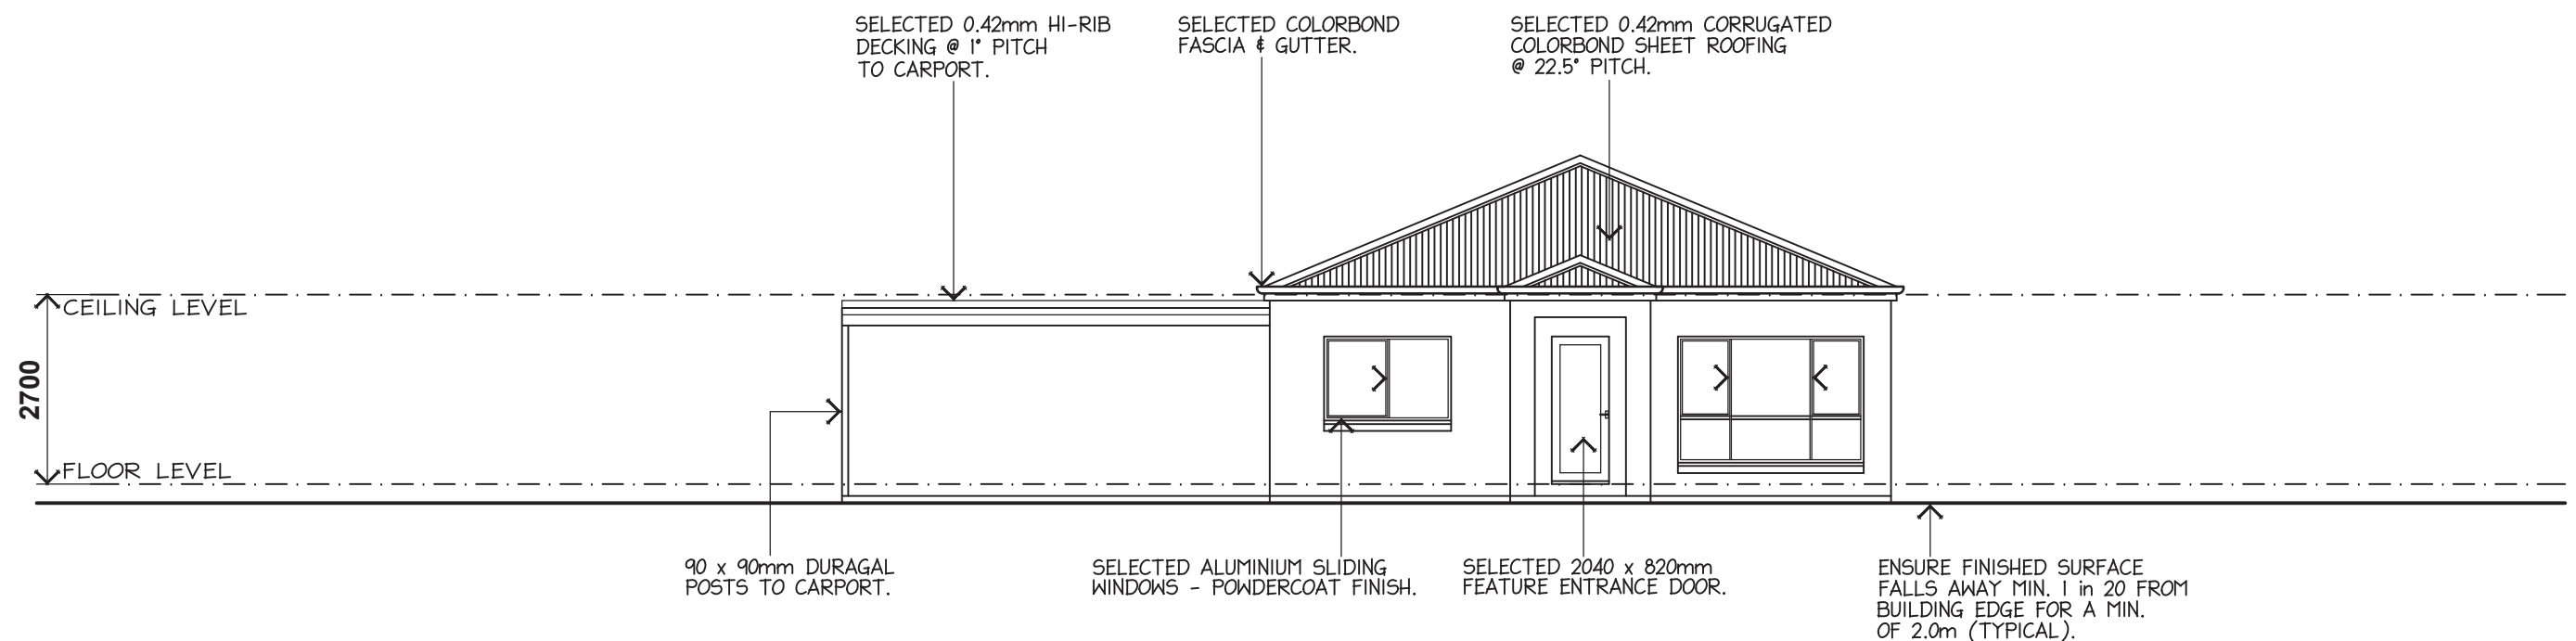 SELECTED 0.42mm HI-RIB
DECKING @ 1° PITCH
TO CARPORT.
SELECTED COLORBOND
FASCIA & GUTTER.
SELECTED 0.42mm CORRUGATED
COLORBOND SHEET ROOFING
@ 22.5° PITCH.
CEILING LEVEL
2700
FLOOR LEVEL
90 x 90mm DURAGAL
POSTS TO CARPORT.
SELECTED ALUMINIUM SLIDING
WINDOWS - POWDERCOAT FINISH.
SELECTED 2040 x 820mm
FEATURE ENTRANCE DOOR.
ENSURE FINISHED SURFACE
FALLS AWAY MIN. 1 in 20 FROM
BUILDING EDGE FOR A MIN.
OF 2.0m (TYPICAL).